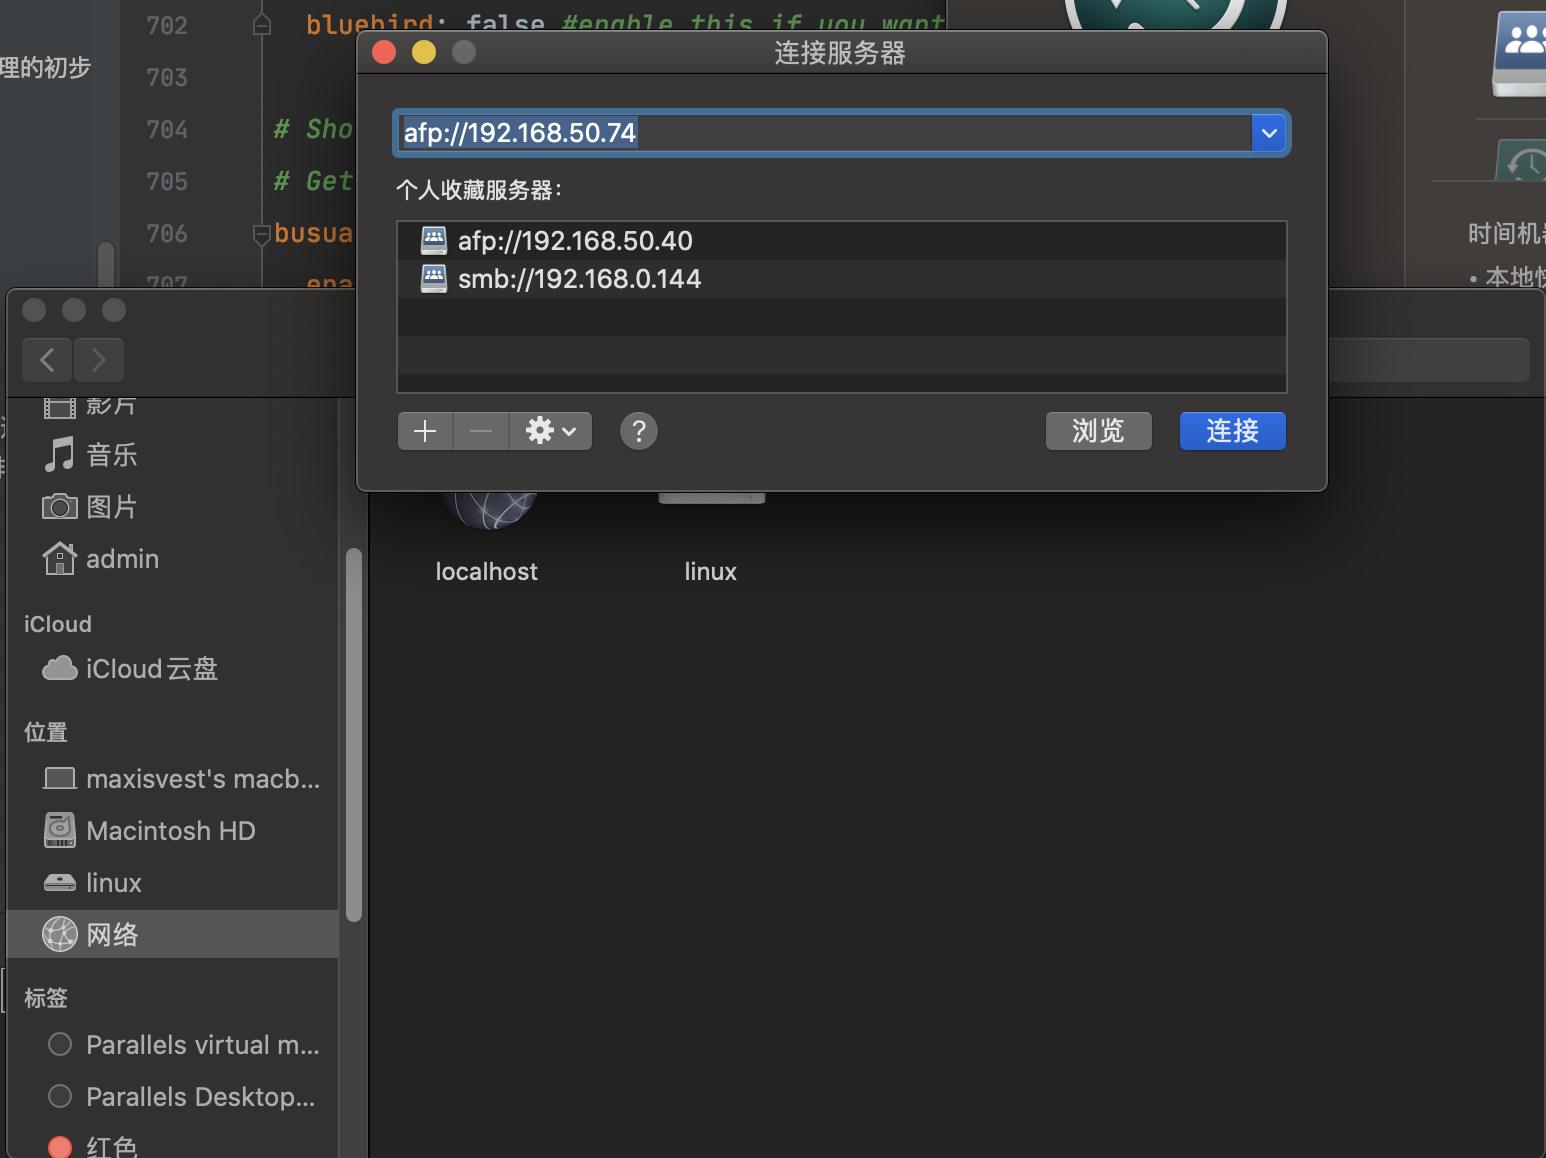 702 bluebird: false #enable this if you want
703
704 # Sho
705 # Get
706 busua
707 ena
理的初步
连接服务器
afp://192.168.50.74
个人收藏服务器：
afp://192.168.50.40
smb://192.168.0.144
?
浏览
连接
时间机器
• 本地快
影片
音乐
图片
admin
iCloud
iCloud云盘
位置
maxisvest's macb...
Macintosh HD
linux
网络
标签
Parallels virtual m...
Parallels Desktop...
红色
localhost
linux